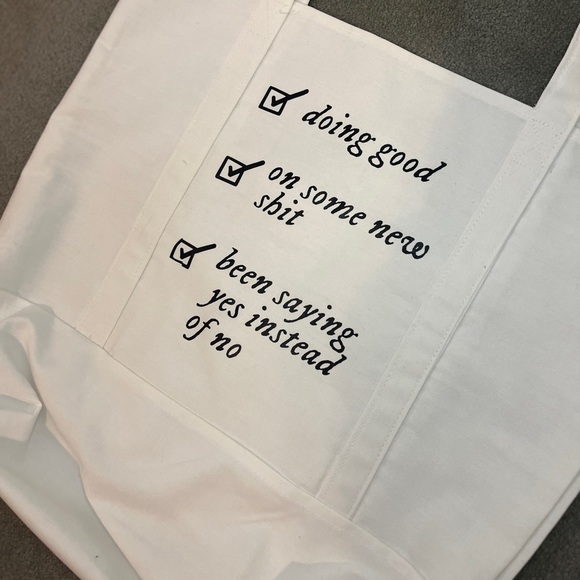 doing good
on some new
shit
been saying
yes instead
of no